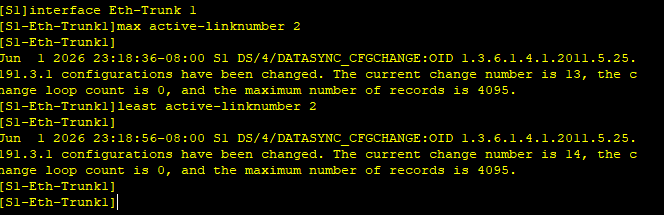 [S1]interface Eth-Trunk 1
[S1-Eth-Trunk1]max active-linknumber 2
[S1-Eth-Trunk1]
Jun  1 2026 23:18:36-08:00 S1 DS/4/DATASYNC_CFGCHANGE:OID 1.3.6.1.4.1.2011.5.25.
191.3.1 configurations have been changed. The current change number is 13, the c
hange loop count is 0, and the maximum number of records is 4095.
[S1-Eth-Trunk1]least active-linknumber 2
[S1-Eth-Trunk1]
Jun  1 2026 23:18:56-08:00 S1 DS/4/DATASYNC_CFGCHANGE:OID 1.3.6.1.4.1.2011.5.25.
191.3.1 configurations have been changed. The current change number is 14, the c
hange loop count is 0, and the maximum number of records is 4095.
[S1-Eth-Trunk1]
[S1-Eth-Trunk1]